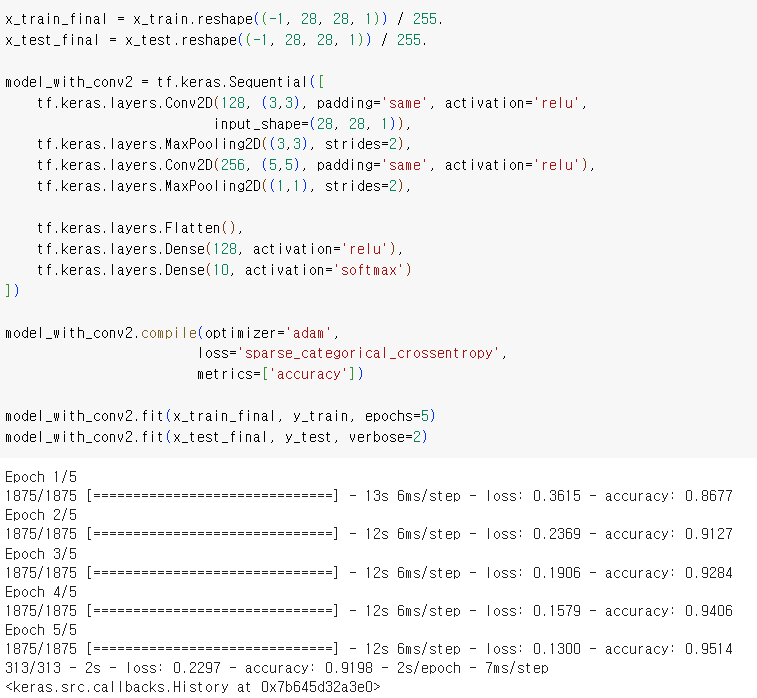 x_train_final = x_train.reshape((-1, 28, 28, 1)) / 255.
x_test_final = x_test.reshape((-1, 28, 28, 1)) / 255.

model_with_conv2 = tf.keras.Sequential([
    tf.keras.layers.Conv2D(128, (3,3), padding='same', activation='relu',
                          input_shape=(28, 28, 1)),
    tf.keras.layers.MaxPooling2D((3,3), strides=2),
    tf.keras.layers.Conv2D(256, (5,5), padding='same', activation='relu'),
    tf.keras.layers.MaxPooling2D((1,1), strides=2),

    tf.keras.layers.Flatten(),
    tf.keras.layers.Dense(128, activation='relu'),
    tf.keras.layers.Dense(10, activation='softmax')
])

model_with_conv2.compile(optimizer='adam',
                        loss='sparse_categorical_crossentropy',
                        metrics=['accuracy'])

model_with_conv2.fit(x_train_final, y_train, epochs=5)
model_with_conv2.fit(x_test_final, y_test, verbose=2)

Epoch 1/5
1875/1875 [==============================] - 13s 6ms/step - loss: 0.3615 - accuracy: 0.8677
Epoch 2/5
1875/1875 [==============================] - 12s 6ms/step - loss: 0.2369 - accuracy: 0.9127
Epoch 3/5
1875/1875 [==============================] - 12s 6ms/step - loss: 0.1906 - accuracy: 0.9284
Epoch 4/5
1875/1875 [==============================] - 12s 6ms/step - loss: 0.1579 - accuracy: 0.9406
Epoch 5/5
1875/1875 [==============================] - 12s 6ms/step - loss: 0.1300 - accuracy: 0.9514
313/313 - 2s - loss: 0.2297 - accuracy: 0.9198 - 2s/epoch - 7ms/step
<keras.src.callbacks.History at 0x7b645d32a3e0>